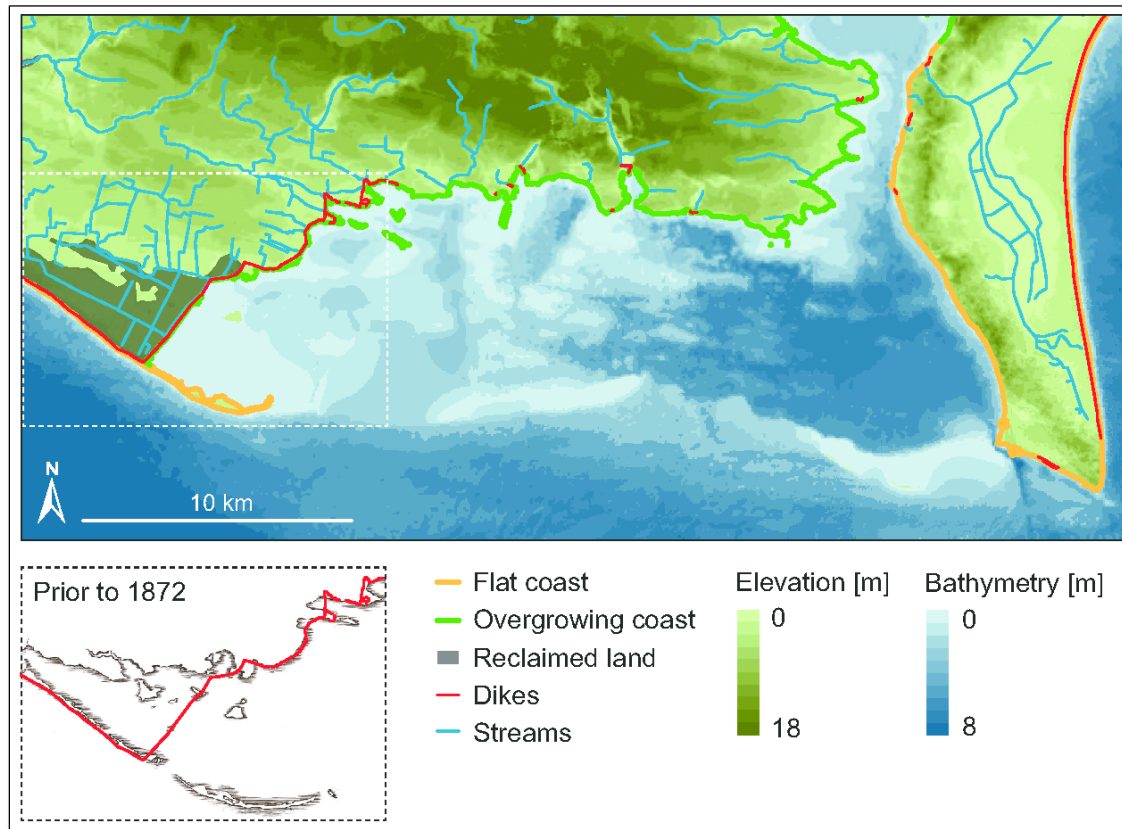 N
10 km
Prior to 1872
Flat coast
Overgrowing coast
Reclaimed land
Dikes
Streams
Elevation [m]
0
18
Bathymetry [m]
0
8